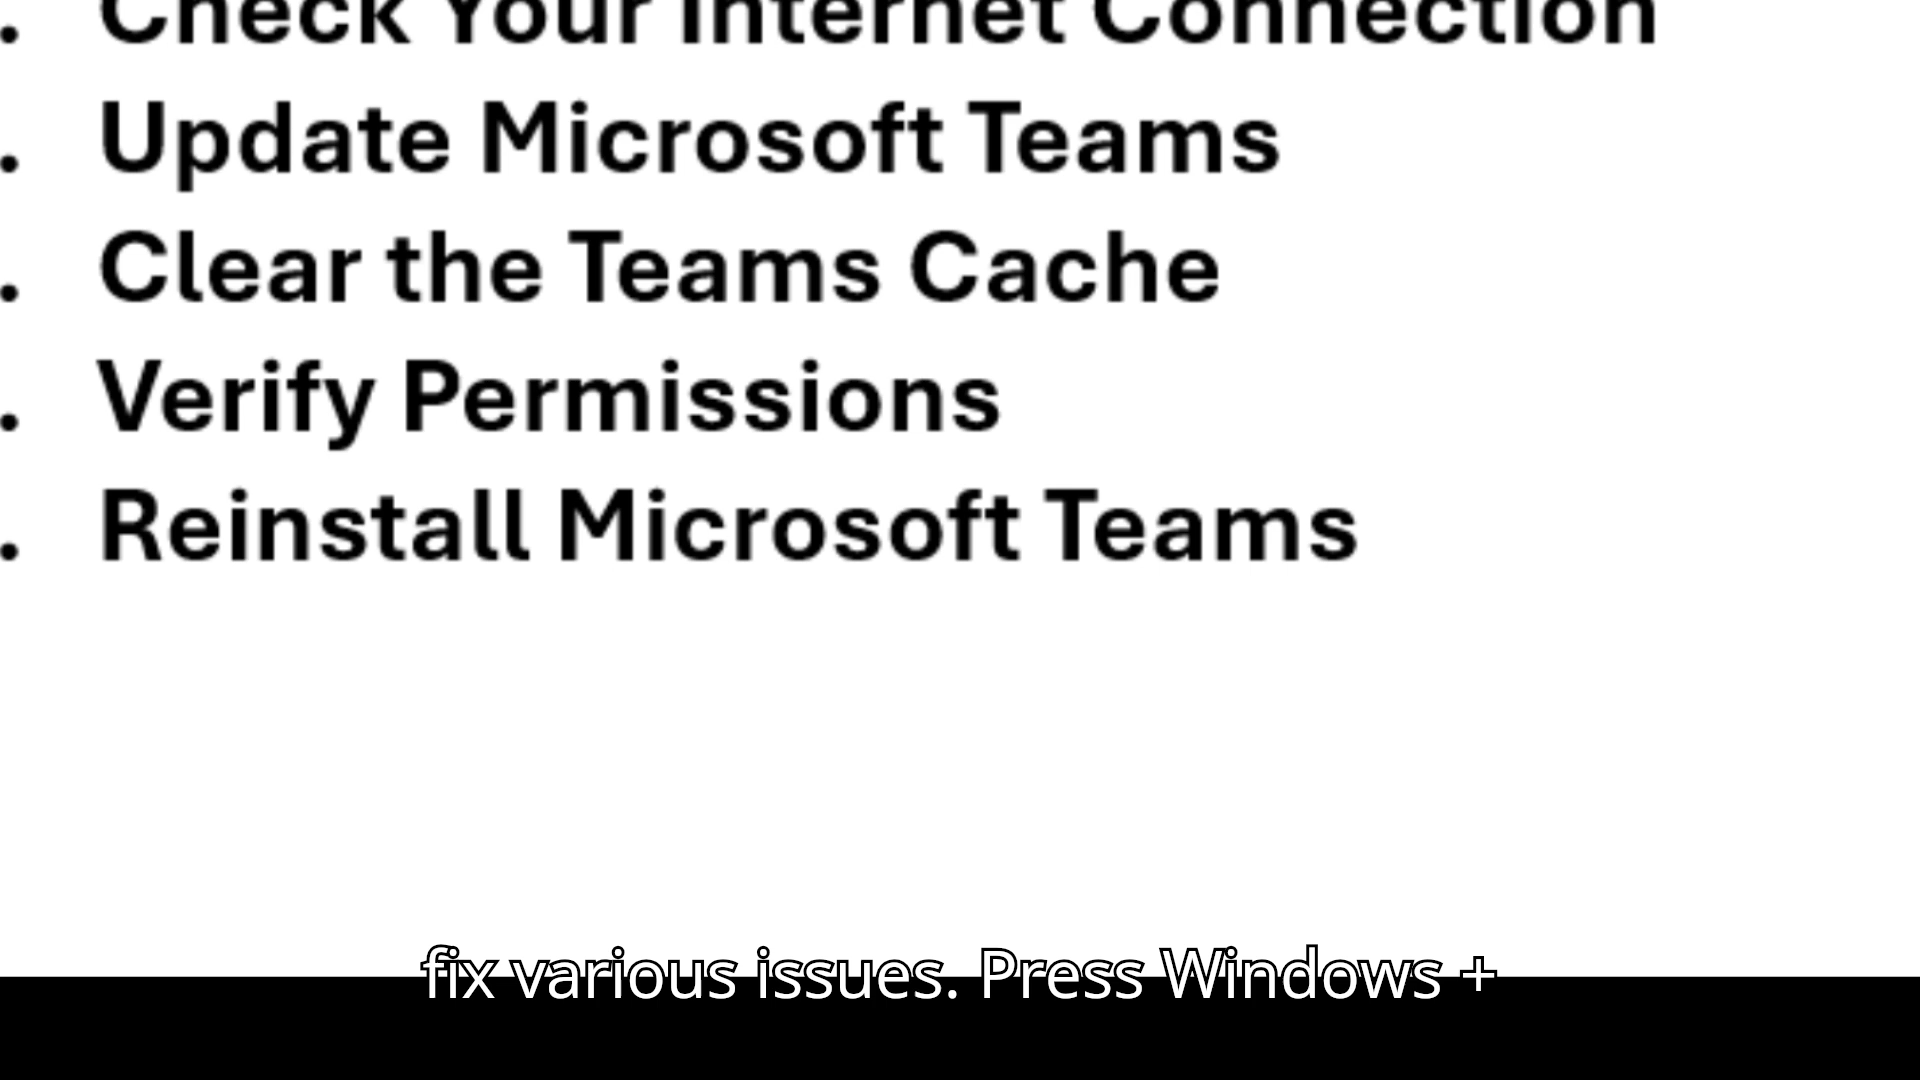 . Check Your Internet Connection
. Update Microsoft Teams
. Clear the Teams Cache
. Verify Permissions
. Reinstall Microsoft Teams
fix various issues. Press Windows +